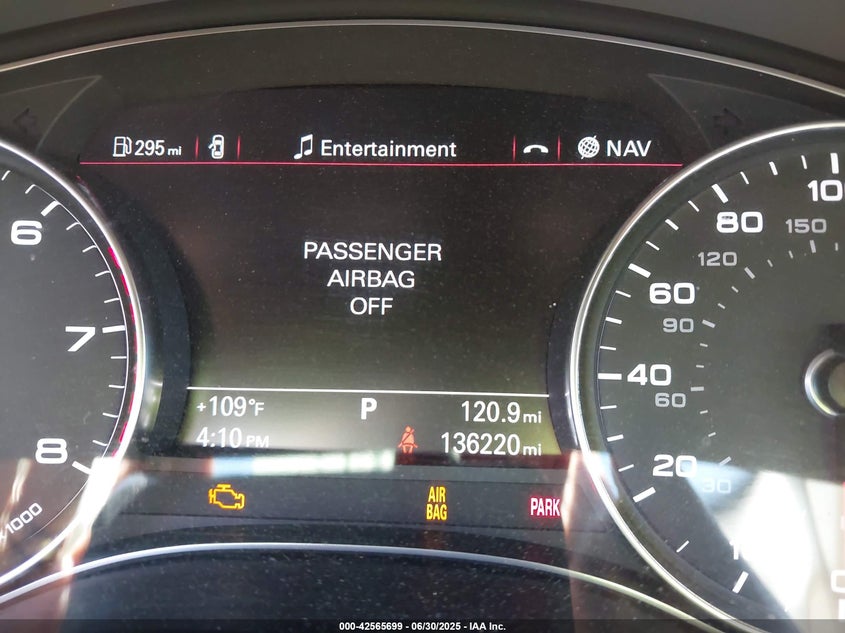 295 mi
Entertainment
NAV
PASSENGER
AIRBAG
OFF
+109°F
P
120.9 mi
4:10 PM
136220 mi
AIR
BAG
PARK
6
7
8
x1000
100
80
60
40
20
150
120
90
60
30
000-42565699 - 06/30/2025 - IAA Inc.